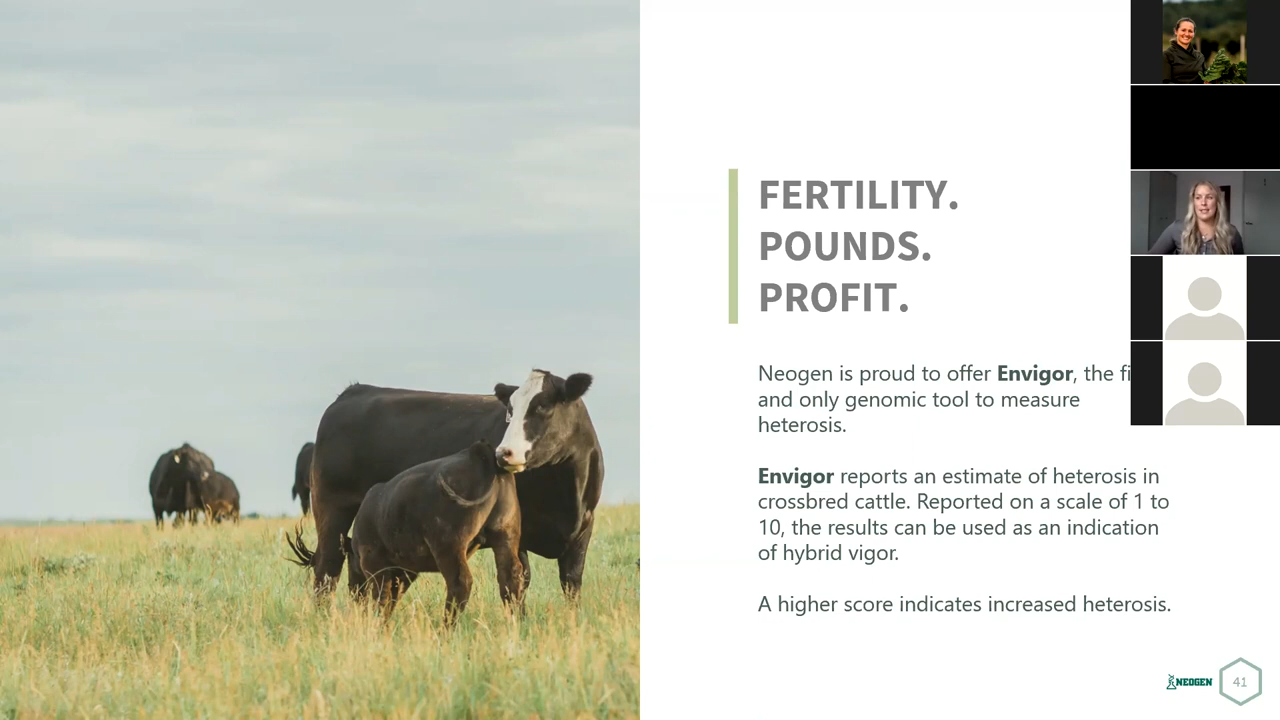 FERTILITY.
POUNDS.
PROFIT.
Neogen is proud to offer Envigor, the
and only genomic tool to measure
heterosis.
Envigor reports an estimate of heterosis in
crossbred cattle. Reported on a scale of 1 to
10, the results can be used as an indication
of hybrid vigor.
A higher score indicates increased heterosis.
NEOGEN
41